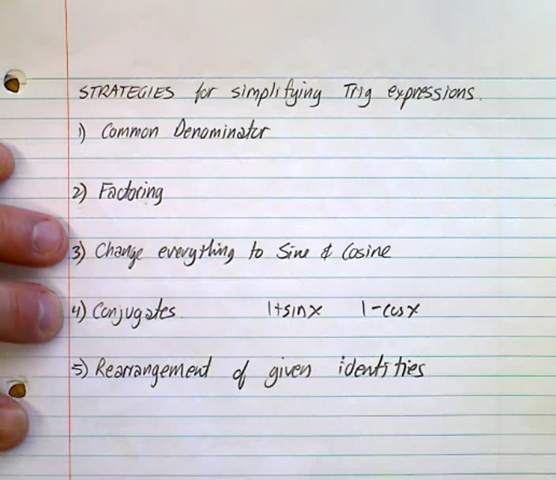 STRATEGIES for simplifying Trig expressions.
1) Common Denominator
2) Factoring
3) Change everything to Sine & Cosine
4) Conjugates 1+sinx 1-cosx
5) Rearrangement of given identities